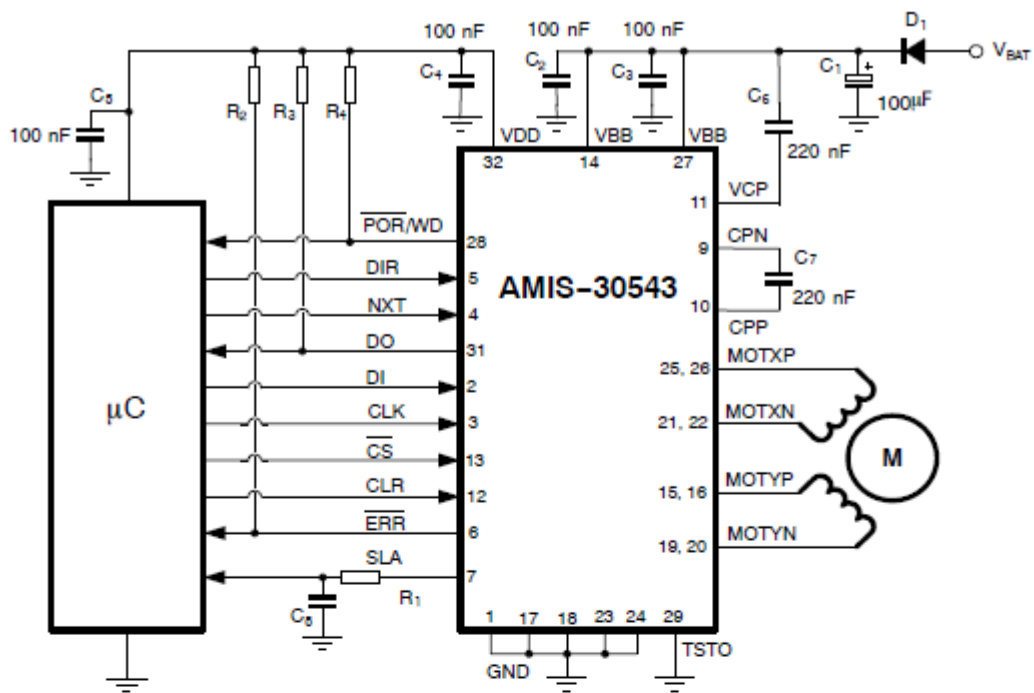 100 nF 100 nF 100 nF D1
VBAT
C4 C2 C3 C1
C5 R2 R3 R4 C6 100µF
100 nF
VDD VBB VBB 220 nF
32 14 27
11 VCP
POR/WD 28 9 CPN
DIR 5 C7
AMIS−30543
NXT 4 220 nF
10 CPP
DO 31
MOTXP
25, 26
DI 2
µC
CLK 3 21, 22 MOTXN
CS 13 M
CLR 12 15, 16 MOTYP
ERR 6 MOTYN
19, 20
SLA 7
R1
C8
1 17 18 23 24 29
TSTO
GND